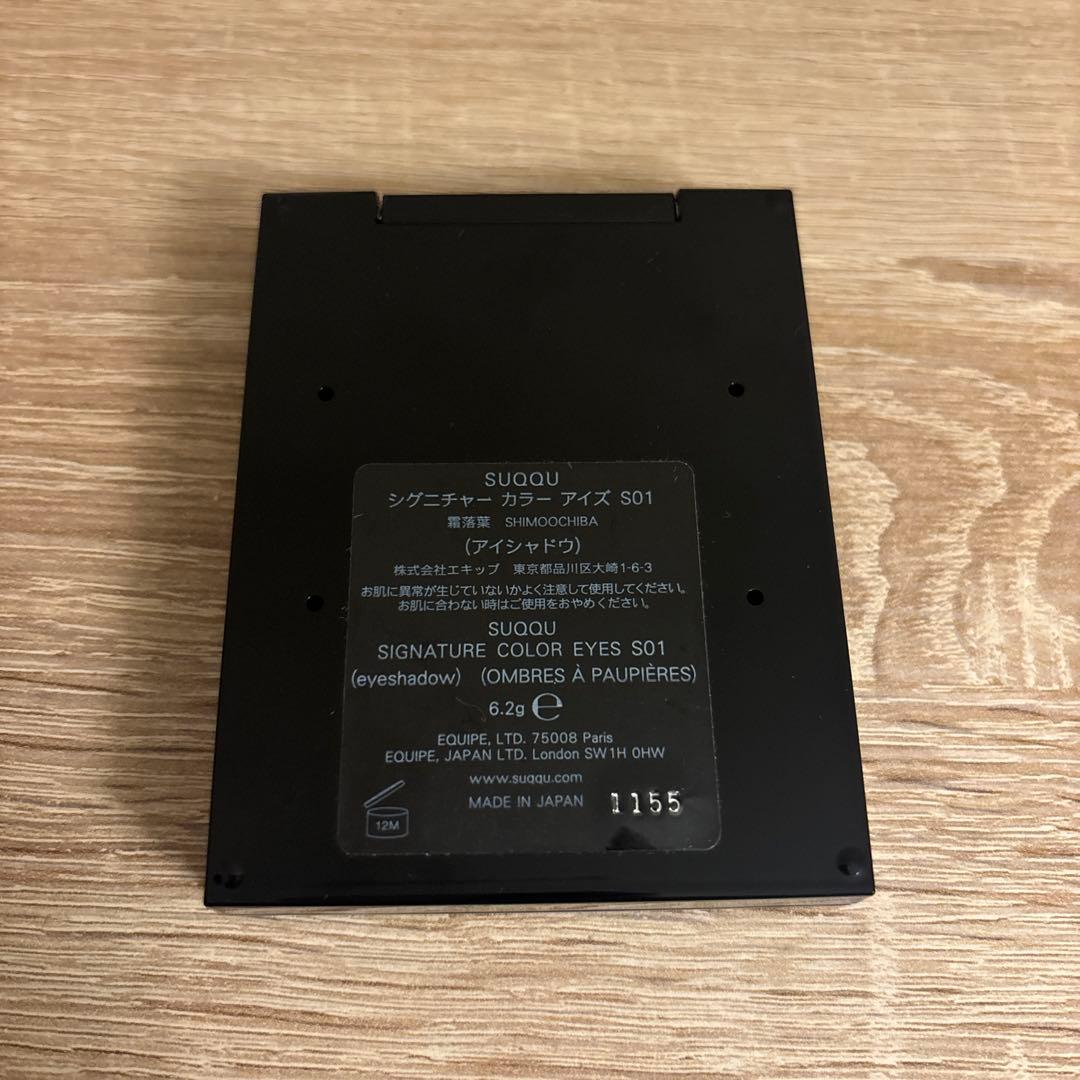 SUQQU
シグニチャー カラー アイズ S01
霜落葉 SHIMOOCHIBA
(アイシャドウ)
株式会社エキップ 東京都品川区大崎1-6-3
お肌に異常が生じていないかよく注意して使用してください。
お肌に合わない時はご使用をおやめください。
SUQQU
SIGNATURE COLOR EYES S01
(eyeshadow) (OMBRES À PAUPIÈRES)
6.2g ℮
EQUIPE, LTD. 75008 Paris
EQUIPE, JAPAN LTD. London SW1H 0HW
www.suqqu.com
MADE IN JAPAN 1155
12M